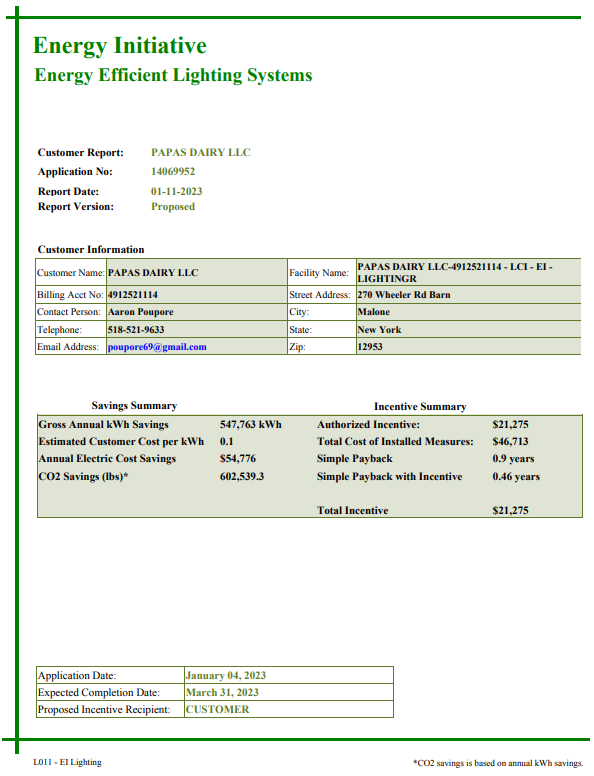 Energy Initiative
Energy Efficient Lighting Systems
Customer Report: PAPAS DAIRY LLC
Application No: 14069952
Report Date: 01-11-2023
Report Version: Proposed
Customer Information
Customer Name: PAPAS DAIRY LLC Facility Name: PAPAS DAIRY LLC-4912521114 - LCI - EI -
LIGHTINGR
Billing Acct No: 4912521114 Street Address: 270 Wheeler Rd Barn
Contact Person: Aaron Poupore City: Malone
Telephone: 518-521-9633 State: New York
Email Address: poupore69@gmail.com Zip: 12953
Savings Summary Incentive Summary
Gross Annual kWh Savings 547,763 kWh Authorized Incentive: $21,275
Estimated Customer Cost per kWh 0.1 Total Cost of Installed Measures: $46,713
Annual Electric Cost Savings $54,776 Simple Payback 0.9 years
CO2 Savings (lbs)* 602,539.3 Simple Payback with Incentive 0.46 years
Total Incentive $21,275
Application Date: January 04, 2023
Expected Completion Date: March 31, 2023
Proposed Incentive Recipient: CUSTOMER
L011 - EI Lighting *CO2 savings is based on annual kWh savings.